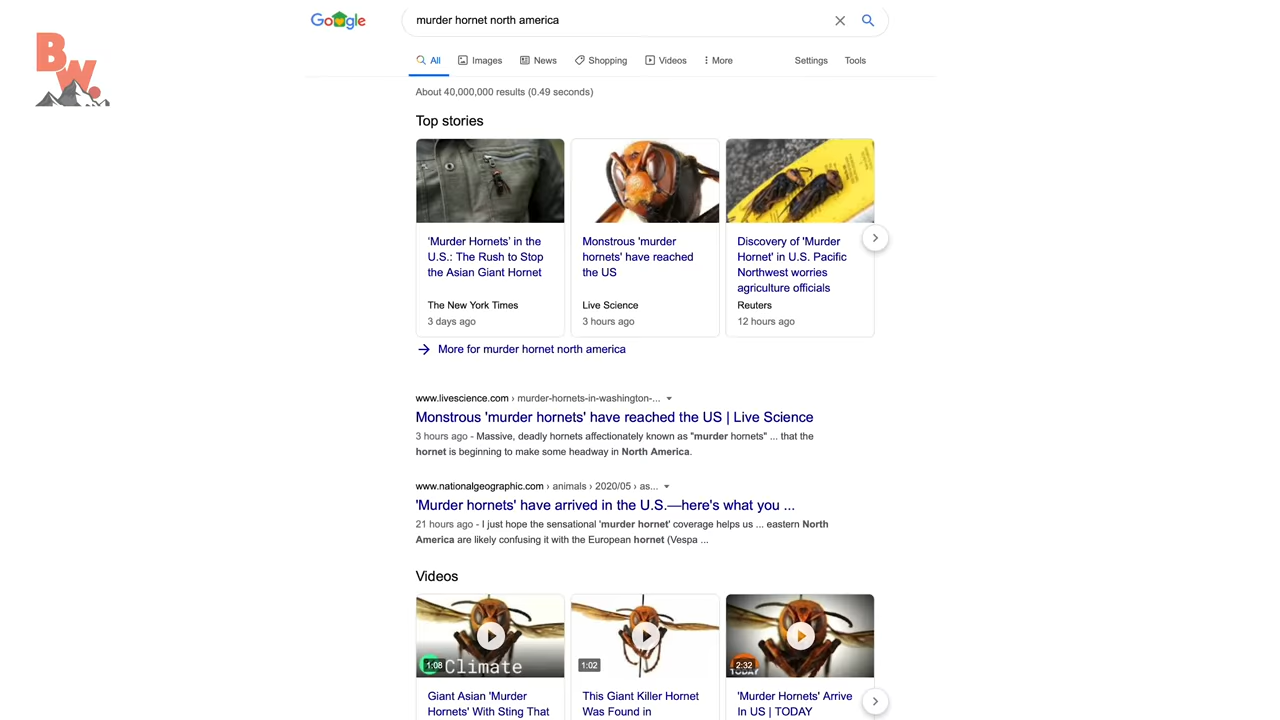 B
W.
Google
murder hornet north america
All Images News Shopping Videos More Settings Tools
About 40,000,000 results (0.49 seconds)
Top stories
'Murder Hornets' in the
U.S.: The Rush to Stop
the Asian Giant Hornet
The New York Times
3 days ago
Monstrous 'murder
hornets' have reached
the US
Live Science
3 hours ago
Discovery of 'Murder
Hornet' in U.S. Pacific
Northwest worries
agriculture officials
Reuters
12 hours ago
More for murder hornet north america
www.livescience.com › murder-hornets-in-washington-...
Monstrous 'murder hornets' have reached the US | Live Science
3 hours ago - Massive, deadly hornets affectionately known as "murder hornets" ... that the
hornet is beginning to make some headway in North America.
www.nationalgeographic.com › animals › 2020/05 › as...
'Murder hornets' have arrived in the U.S.—here's what you ...
21 hours ago - I just hope the sensational 'murder hornet' coverage helps us ... eastern North
America are likely confusing it with the European hornet (Vespa ...
Videos
1:08 Climate
1:02
2:32
TODAY
Giant Asian 'Murder
Hornets' With Sting That
This Giant Killer Hornet
Was Found in
'Murder Hornets' Arrive
In US | TODAY